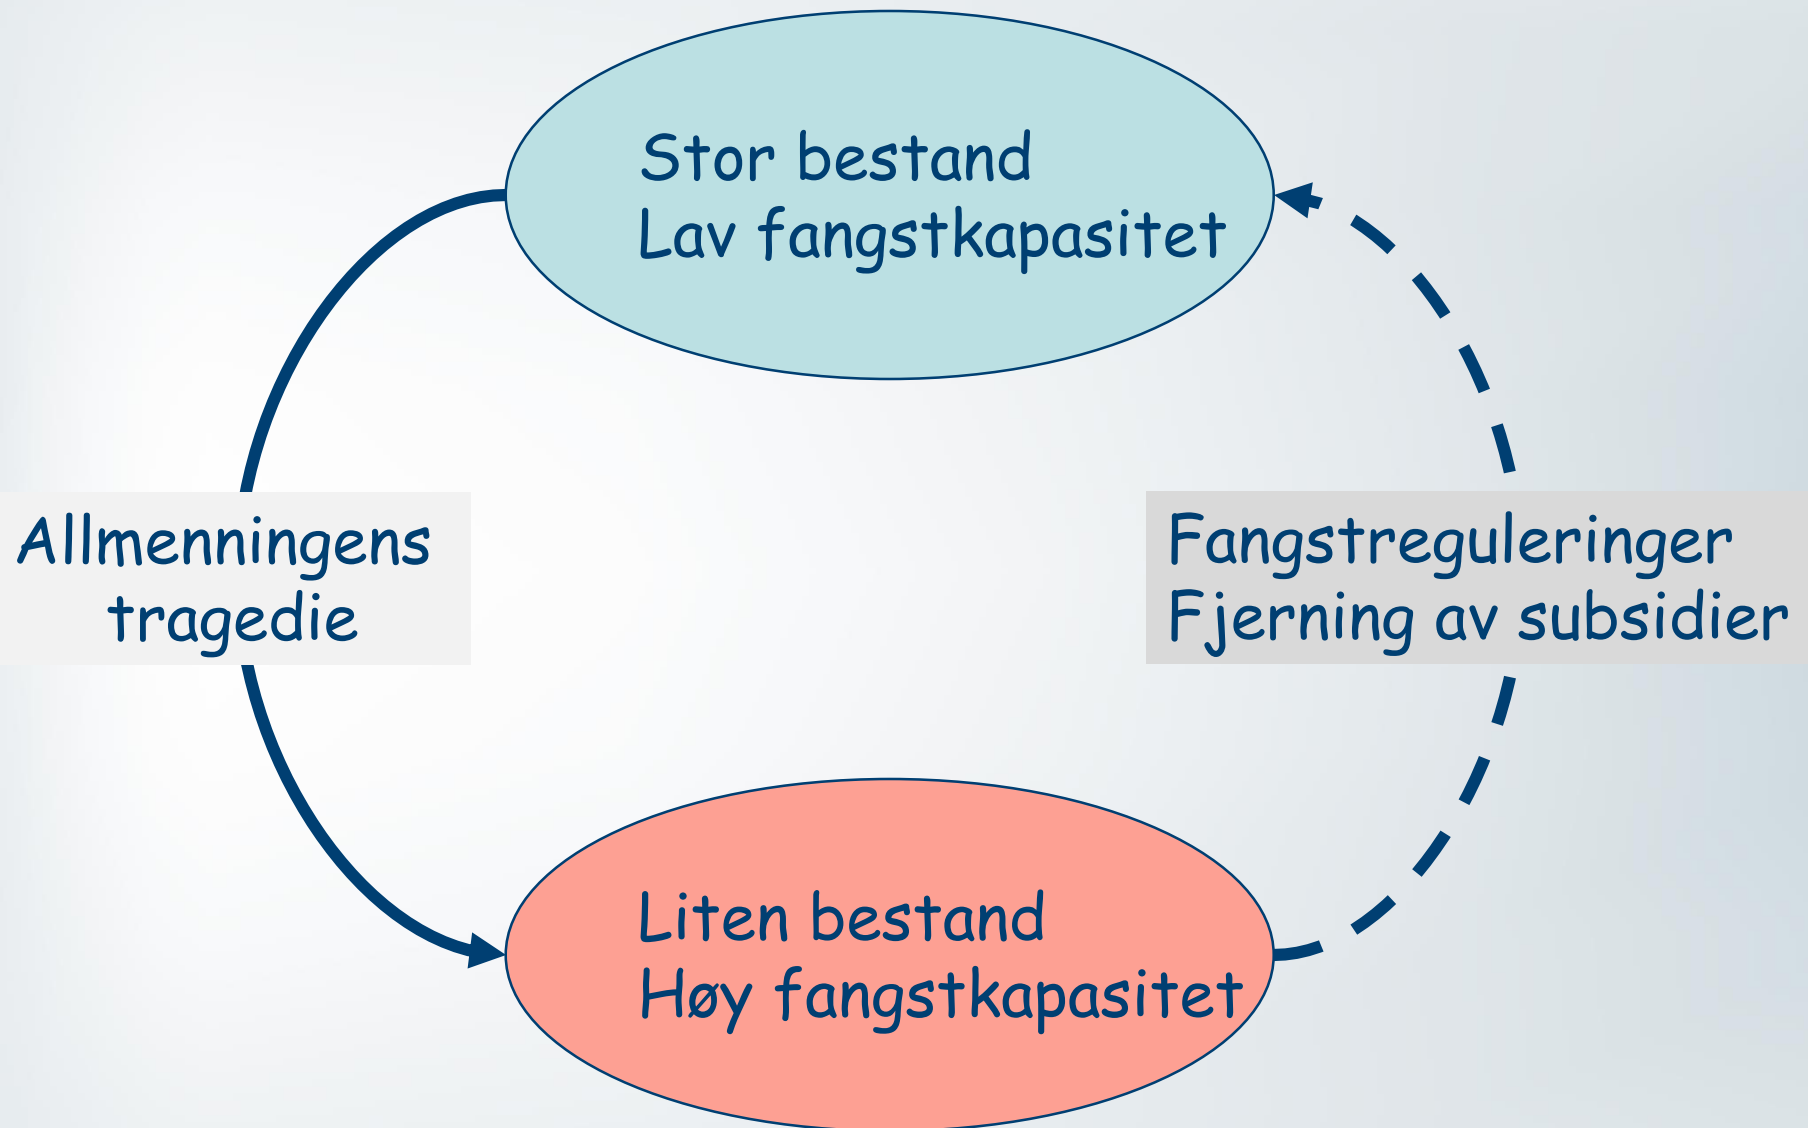 Stor bestand
Lav fangstkapasitet
Allmenningens
tragedie
Fangstreguleringer
Fjerning av subsidier
Liten bestand
Høy fangstkapasitet